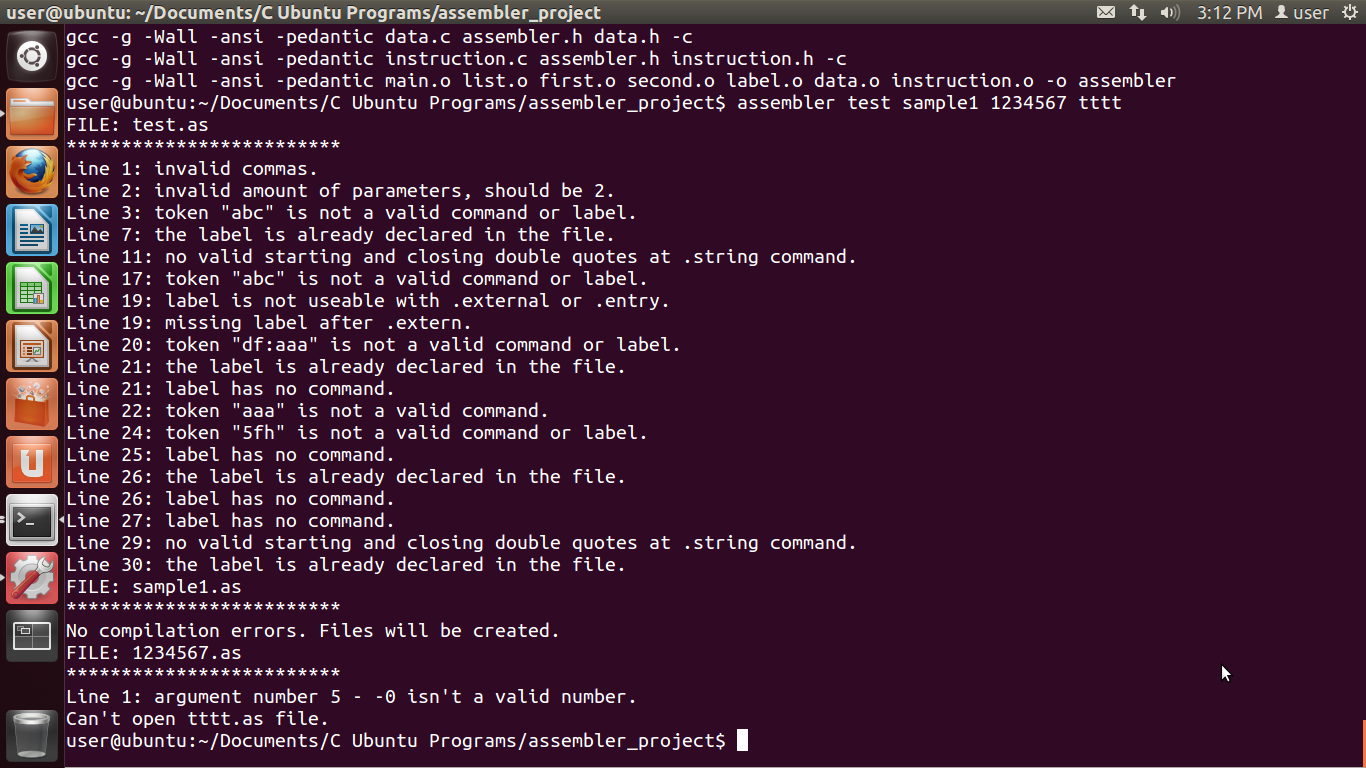 user@ubuntu: ~/Documents/C Ubuntu Programs/assembler_project 3:12 PM user
gcc -g -Wall -ansi -pedantic data.c assembler.h data.h -c
gcc -g -Wall -ansi -pedantic instruction.c assembler.h instruction.h -c
gcc -g -Wall -ansi -pedantic main.o list.o first.o second.o label.o data.o instruction.o -o assembler
user@ubuntu:~/Documents/C Ubuntu Programs/assembler_project$ assembler test sample1 1234567 tttt
FILE: test.as
*************************
Line 1: invalid commas.
Line 2: invalid amount of parameters, should be 2.
Line 3: token "abc" is not a valid command or label.
Line 7: the label is already declared in the file.
Line 11: no valid starting and closing double quotes at .string command.
Line 17: token "abc" is not a valid command or label.
Line 19: label is not useable with .external or .entry.
Line 19: missing label after .extern.
Line 20: token "df:aaa" is not a valid command or label.
Line 21: the label is already declared in the file.
Line 21: label has no command.
Line 22: token "aaa" is not a valid command.
Line 24: token "5fh" is not a valid command or label.
Line 25: label has no command.
Line 26: the label is already declared in the file.
Line 26: label has no command.
Line 27: label has no command.
Line 29: no valid starting and closing double quotes at .string command.
Line 30: the label is already declared in the file.
FILE: sample1.as
*************************
No compilation errors. Files will be created.
FILE: 1234567.as
*************************
Line 1: argument number 5 - -0 isn't a valid number.
Can't open tttt.as file.
user@ubuntu:~/Documents/C Ubuntu Programs/assembler_project$